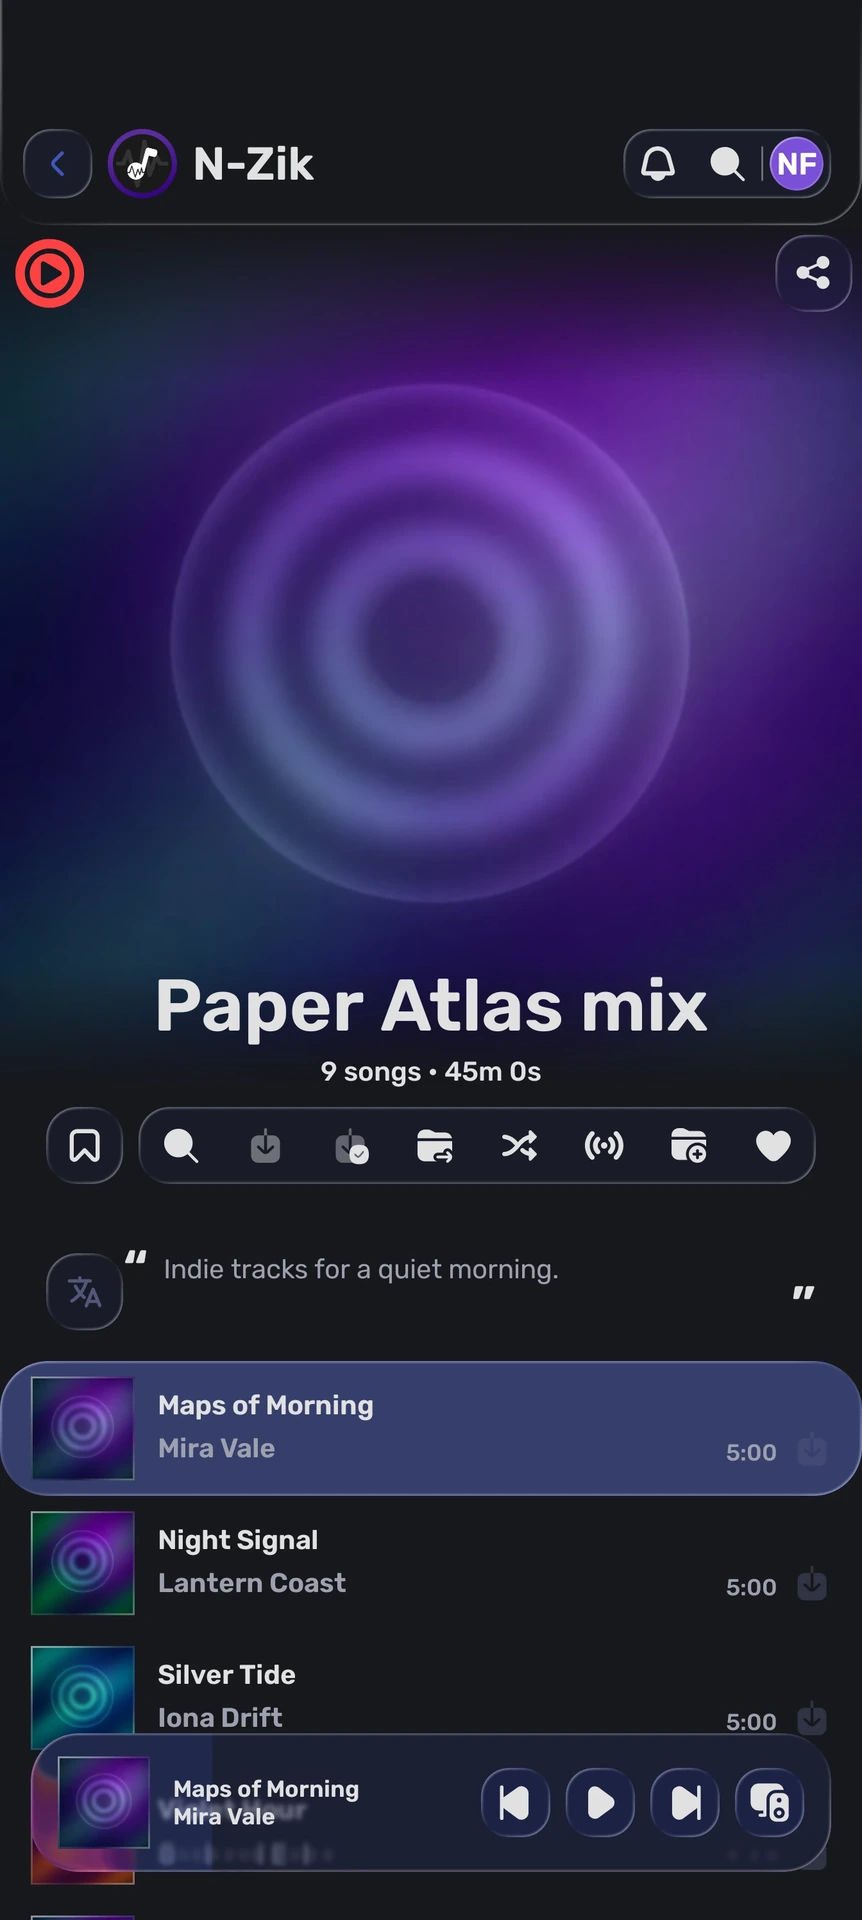 N-Zik
NF
Paper Atlas mix
9 songs • 45m 0s
“ Indie tracks for a quiet morning. ”
Maps of Morning
Mira Vale
5:00
Night Signal
Lantern Coast
5:00
Silver Tide
Iona Drift
5:00
Maps of Morning
Mira Vale